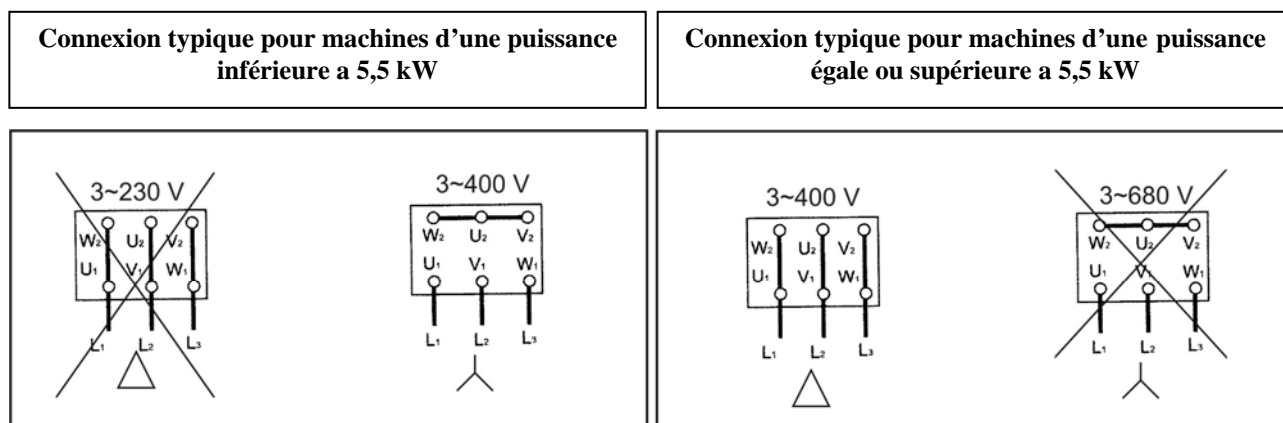 Connexion typique pour machines d’une puissance
inférieure a 5,5 kW
Connexion typique pour machines d’une puissance
égale ou supérieure a 5,5 kW
3~230 V
W₂ U₂ V₂
U₁ V₁ W₁
L₁ L₂ L₃
3~400 V
W₂ U₂ V₂
U₁ V₁ W₁
L₁ L₂ L₃
3~400 V
W₂ U₂ V₂
U₁ V₁ W₁
L₁ L₂ L₃
3~680 V
W₂ U₂ V₂
U₁ V₁ W₁
L₁ L₂ L₃